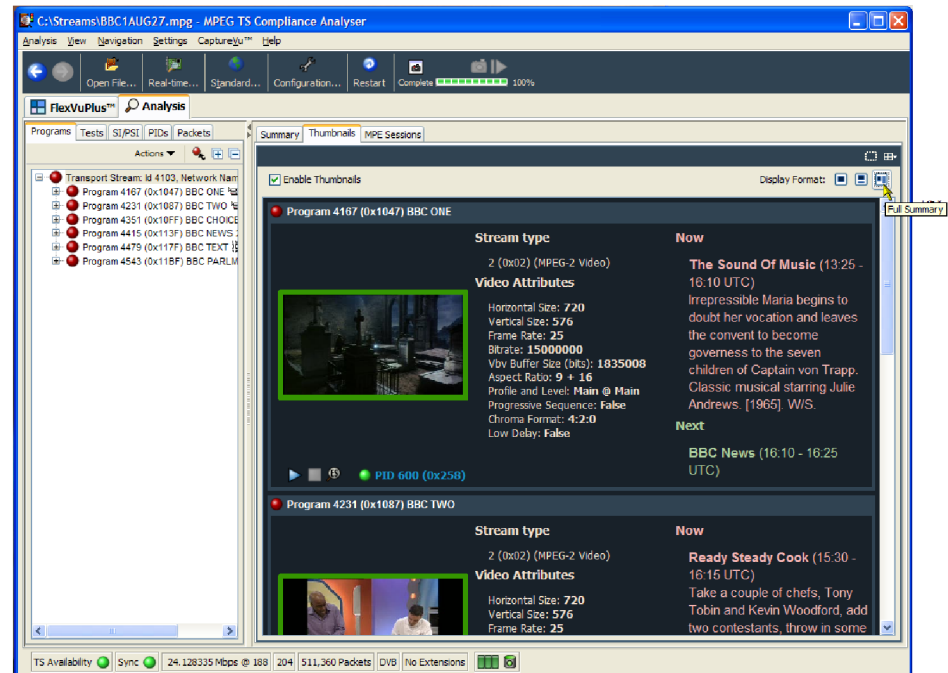 C:\Streams\BBC1AUG27.mpg - MPEG TS Compliance Analyser
Analysis View Navigation Settings CaptureVu™ Help
Open File... Real-time... Standard... Configuration... Restart Complete 100%
FlexVuPlus™ Analysis
Programs Tests SI/PSI PIDs Packets
Summary Thumbnails MPE Sessions
Actions
Enable Thumbnails
Display Format:
Full Summary
Transport Stream: Id 4103, Network Nam
Program 4167 (0x1047) BBC ONE
Program 4231 (0x1087) BBC TWO
Program 4351 (0x10FF) BBC CHOICE
Program 4415 (0x113F) BBC NEWS
Program 4479 (0x117F) BBC TEXT
Program 4543 (0x11BF) BBC PARLM
Program 4167 (0x1047) BBC ONE
Stream type
2 (0x02) (MPEG-2 Video)
Video Attributes
Horizontal Size: 720
Vertical Size: 576
Frame Rate: 25
Bitrate: 15000000
Vbv Buffer Size (bits): 1835008
Aspect Ratio: 9 ÷ 16
Profile and Level: Main @ Main
Progressive Sequence: False
Chroma Format: 4:2:0
Low Delay: False
PID 600 (0x258)
Now
The Sound Of Music (13:25 -
16:10 UTC)
Irrepressible Maria begins to
doubt her vocation and leaves
the convent to become
governess to the seven
children of Captain von Trapp.
Classic musical starring Julie
Andrews. [1965]. W/S.
Next
BBC News (16:10 - 16:25
UTC)
Program 4231 (0x1087) BBC TWO
Stream type
2 (0x02) (MPEG-2 Video)
Video Attributes
Horizontal Size: 720
Vertical Size: 576
Frame Rate: 25
Now
Ready Steady Cook (15:30 -
16:15 UTC)
Take a couple of chefs, Tony
Tobin and Kevin Woodford, add
two contestants, throw in some
TS Availability Sync 24.128335 Mbps @ 188 204 511,360 Packets DVB No Extensions